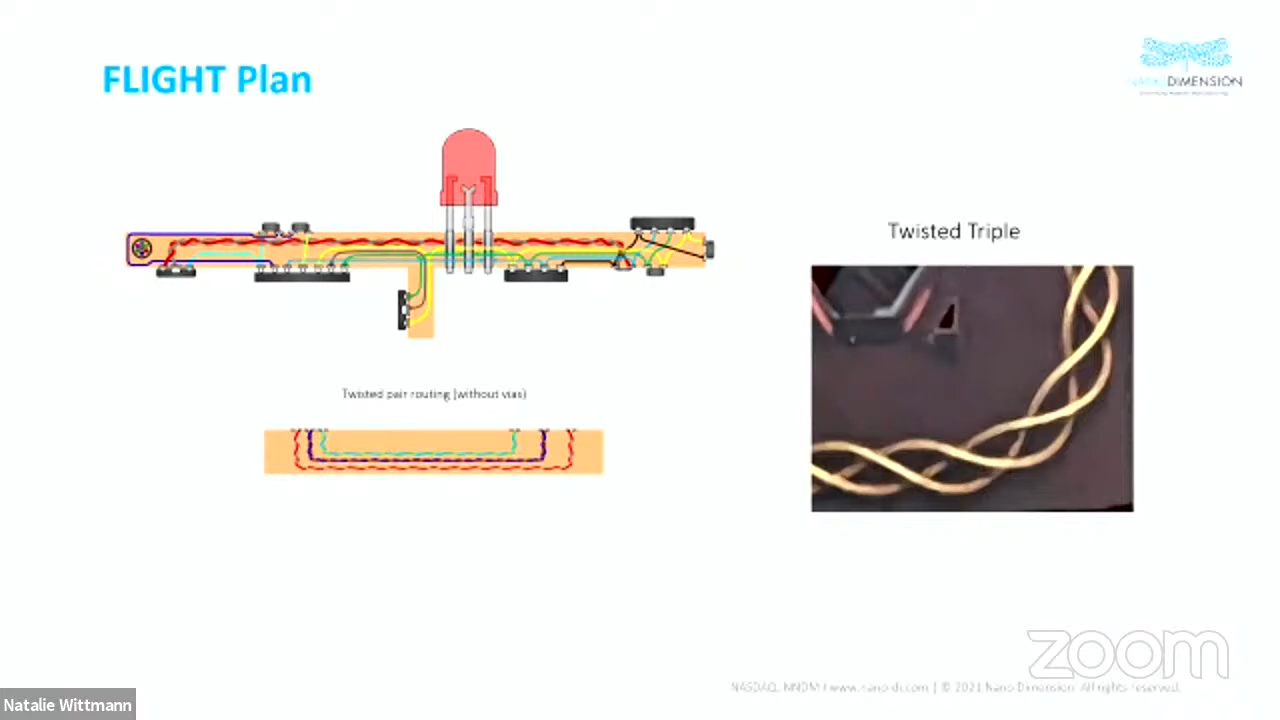 FLIGHT Plan
NANO DIMENSION
Twisted Triple
Twisted pair routing (without vias)
zoom
NASDAQ: NNDM | www.nano-di.com | © 2021 Nano Dimension. All rights reserved.
Natalie Wittmann